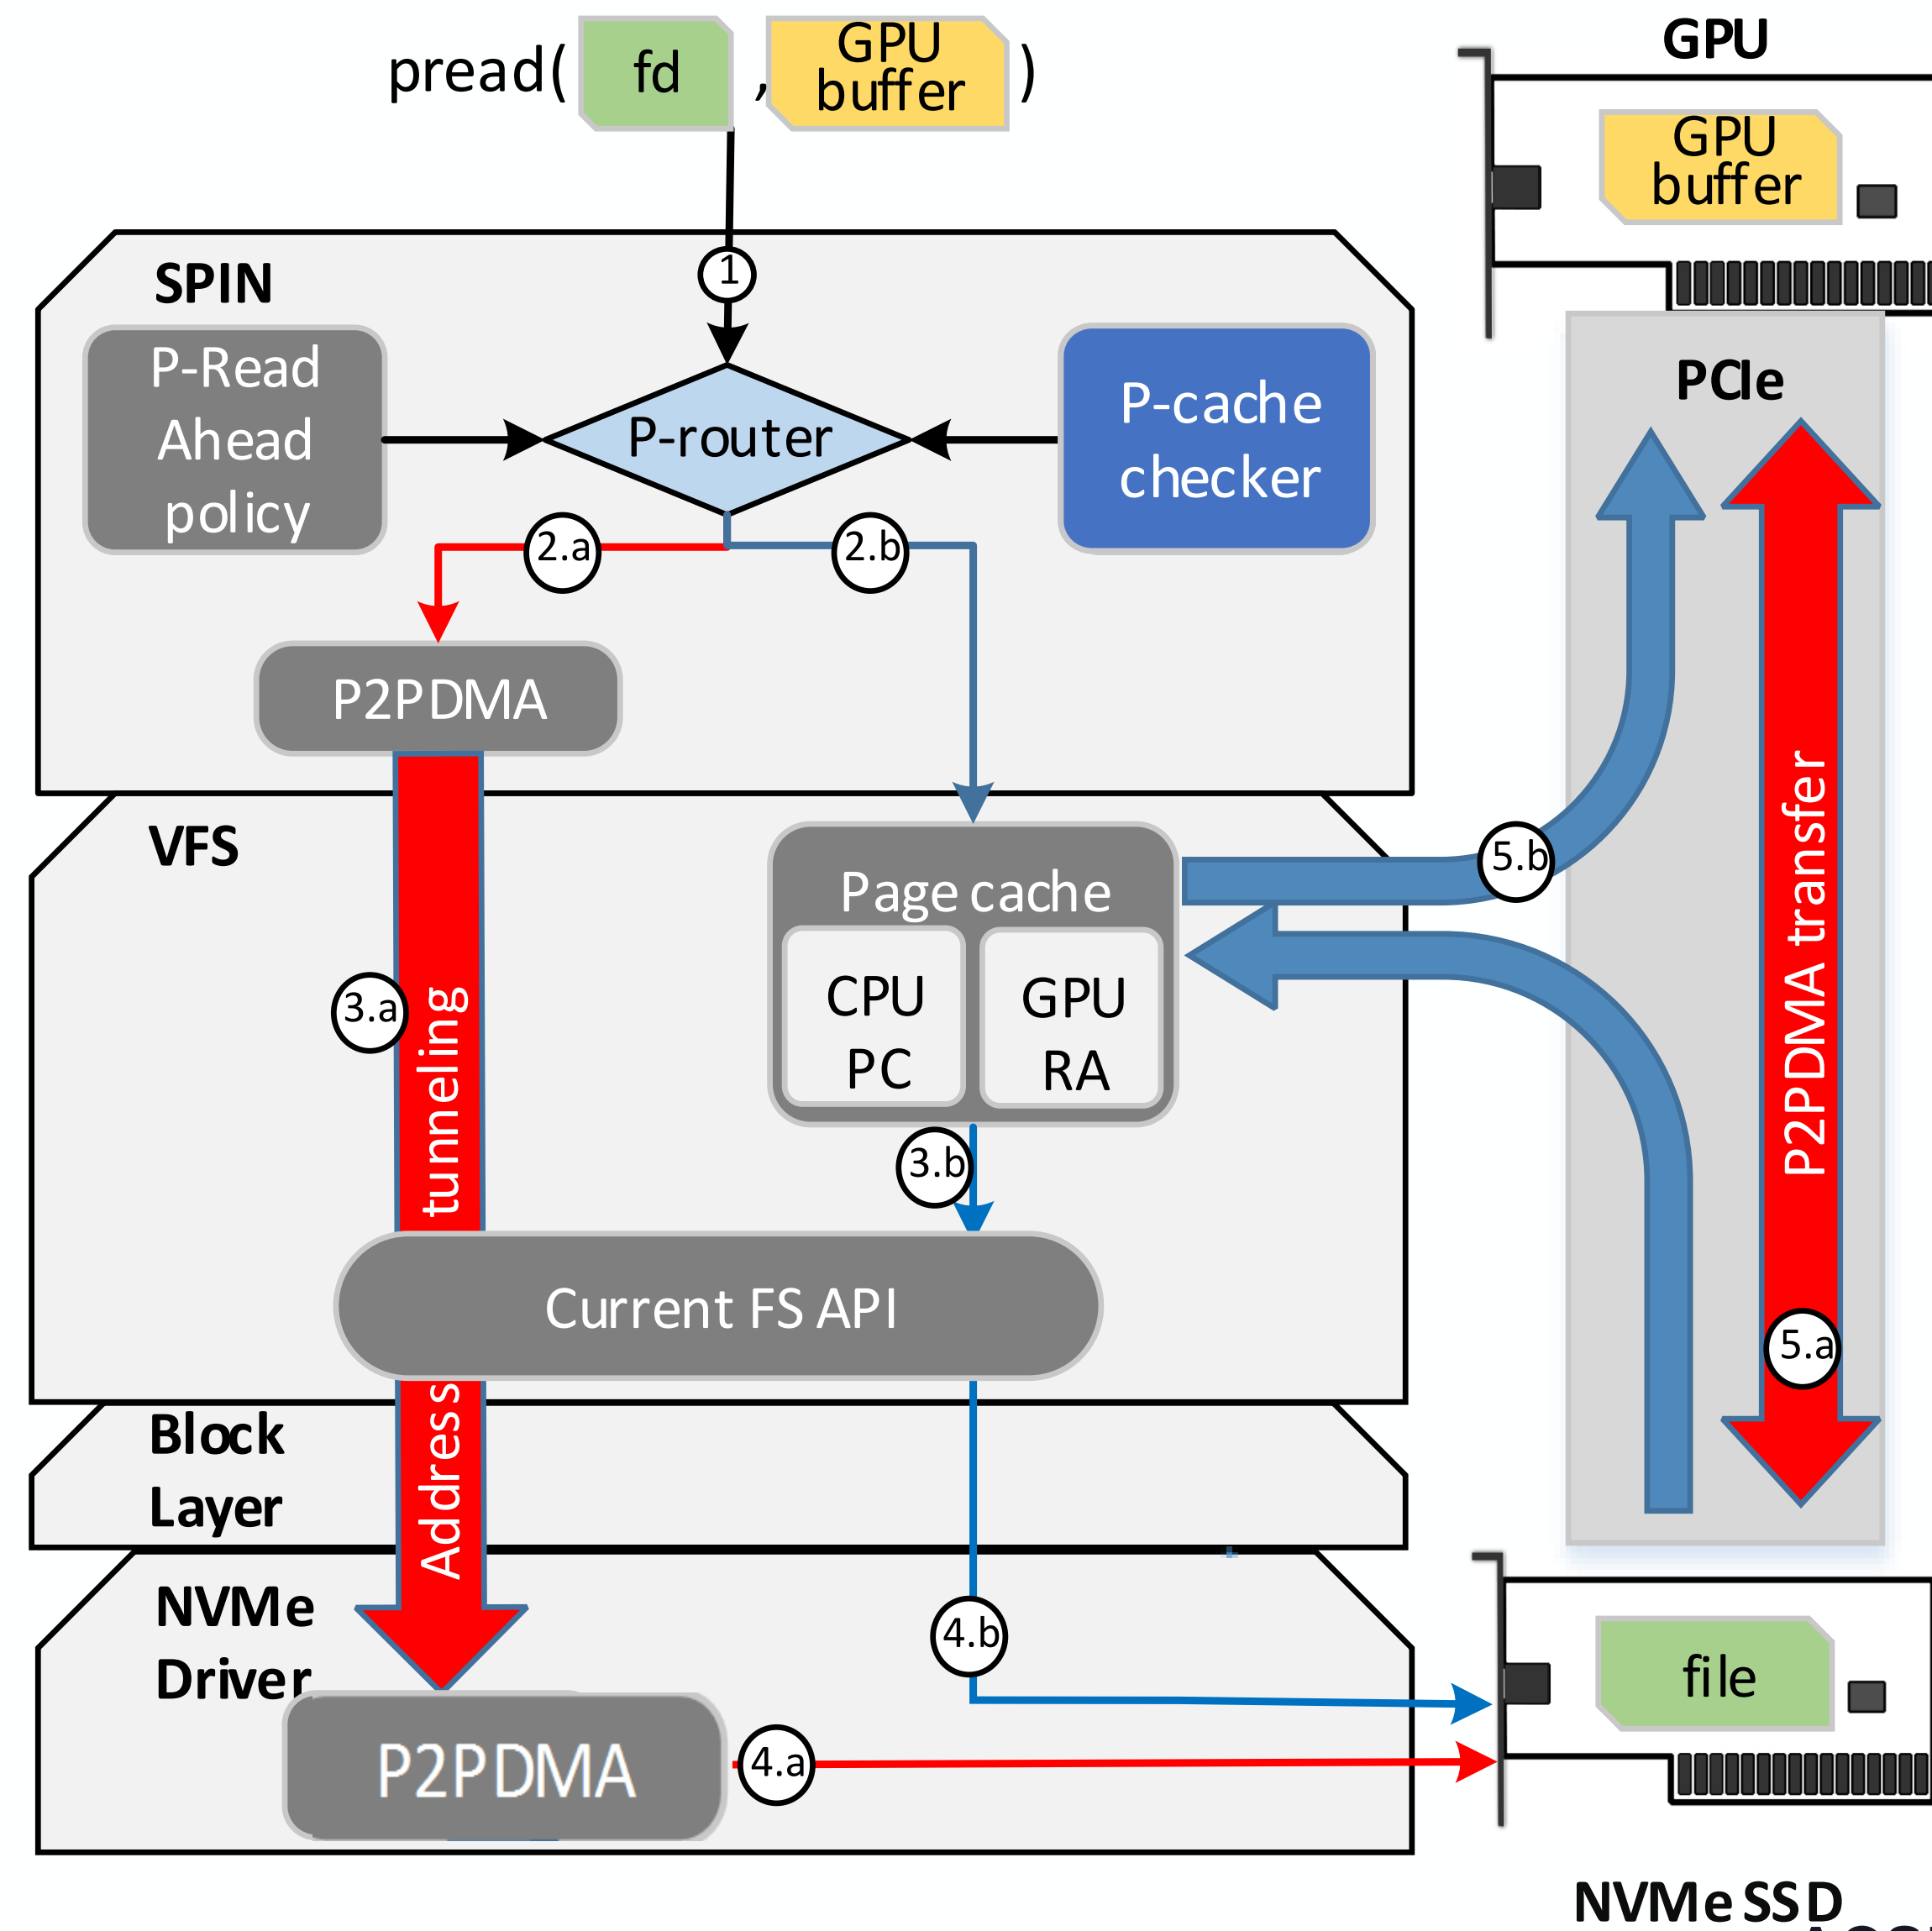 pread( fd , GPU buffer )
GPU
GPU
buffer
SPIN
1
P-Read
Ahead
policy
P-router
P-cache
checker
PCIe
2.a
2.b
P2PDMA
VFS
Page cache
CPU
PC
GPU
RA
5.b
3.a
tunneling
P2PDMA transfer
3.b
Current FS API
5.a
Block
Layer
Address
NVMe
Driver
4.b
file
P2PDMA
4.a
NVMe SSD